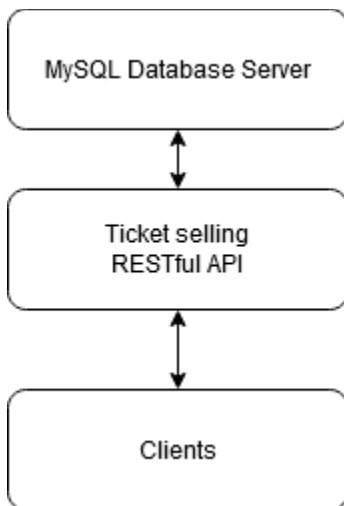 MySQL Database Server
Ticket selling
RESTful API
Clients